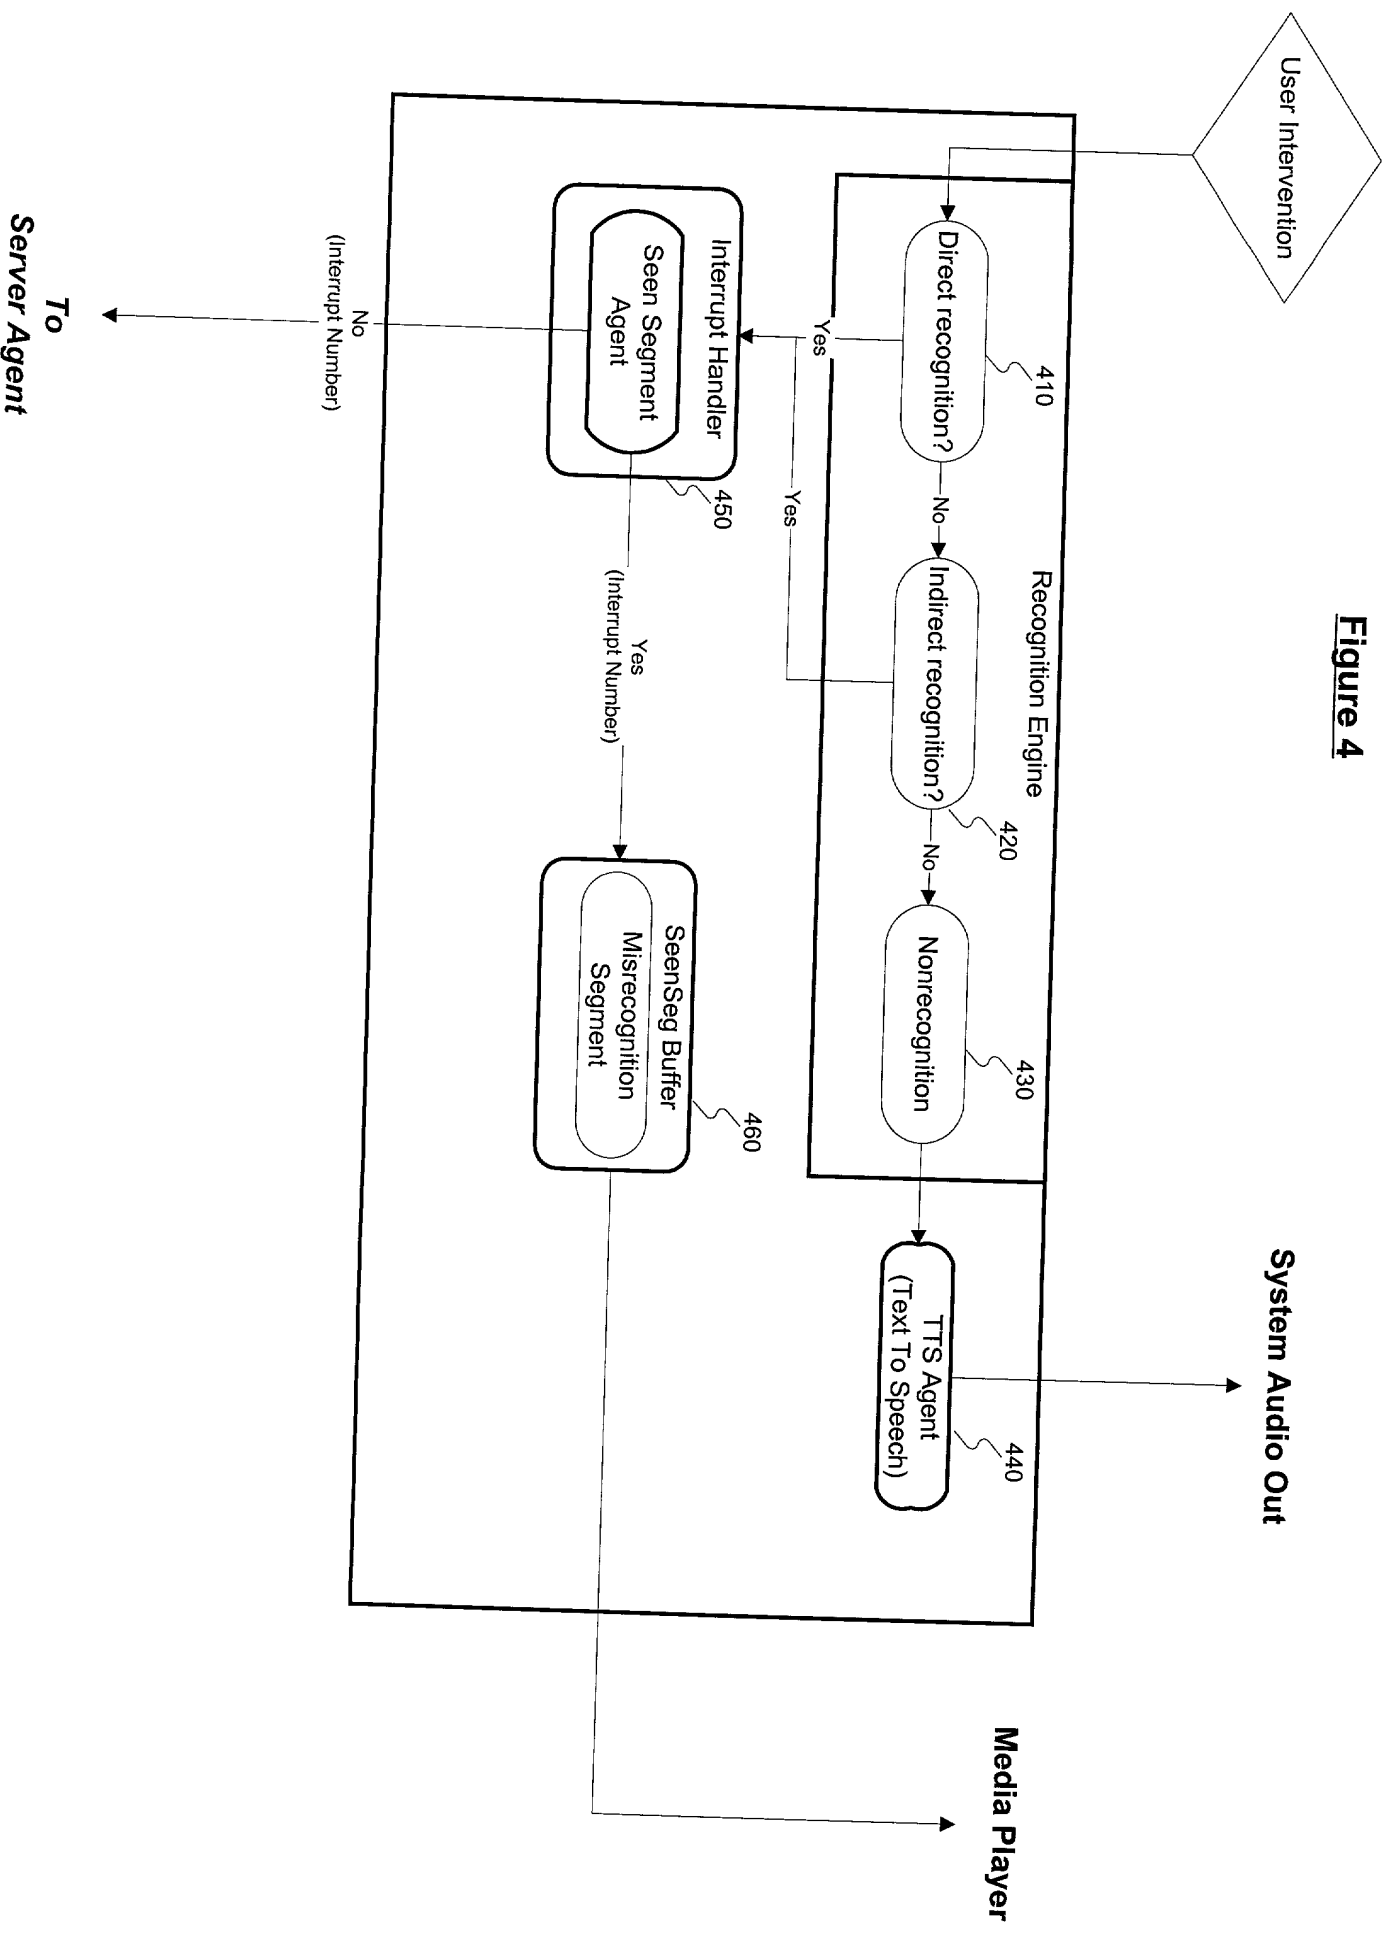 Figure 4
User Intervention
System Audio Out
Media Player
Recognition Engine
410
Direct recognition?
No
420
Indirect recognition?
No
430
Nonrecognition
440
TTS Agent
(Text To Speech)
Yes
Yes
Interrupt Handler
Seen Segment
Agent
450
Yes
(Interrupt Number)
460
SeenSeg Buffer
Misrecognition
Segment
No
(Interrupt Number)
To
Server Agent